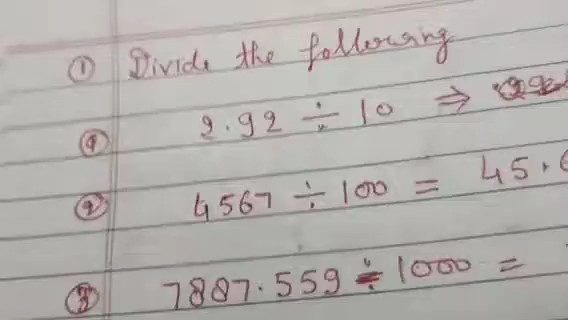 ① Divide the following
① 2.92 ÷ 10 ⇒
② 4567 ÷ 100 = 45.
③ 7887.559 ÷ 1000 =